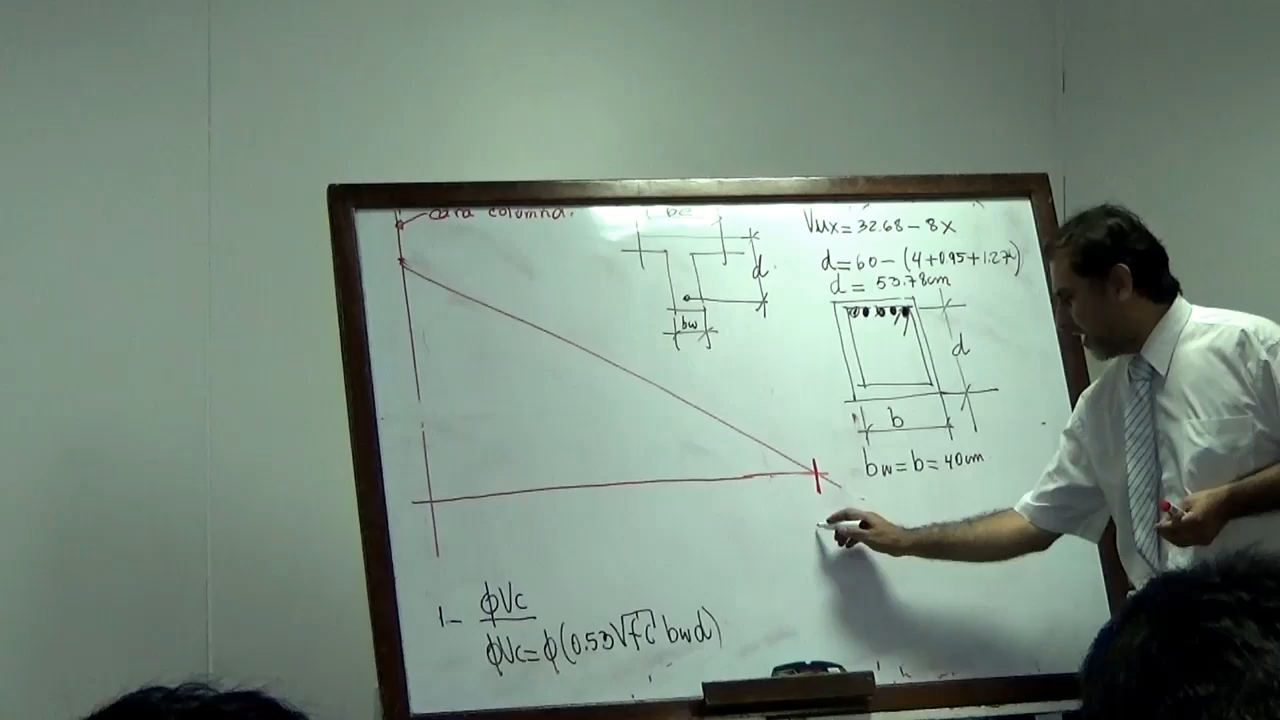 cara columna.
be
d
bw
Vux = 32.68 - 8x
d = 60 - (4 + 0.95 + 1.27)
d = 53.78cm
d
b
bw = b = 40cm
1- ϕVc
ϕVc = ϕ(0.53√f'c bwd)